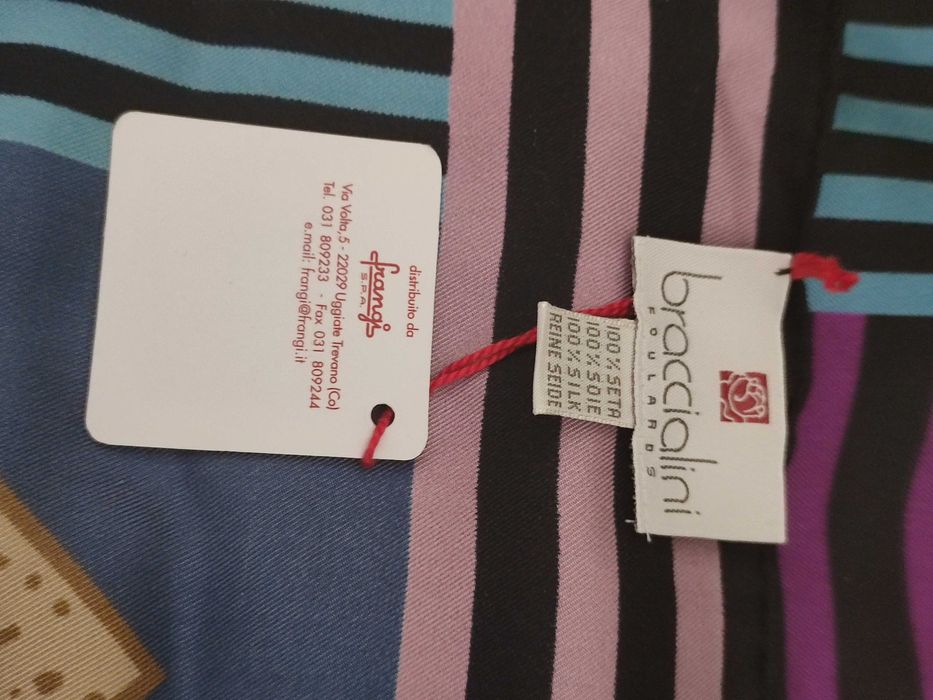 distribuito da
frangi
S.P.A.
Via Volta, 5 - 22029 Uggiate Trevano (Co)
Tel. 031 809233 - Fax 031 809244
e.mail: frangi@frangi.it
braccialini
FOULARDS
100% SETA
100% SOIE
100% SILK
REINE SEIDE